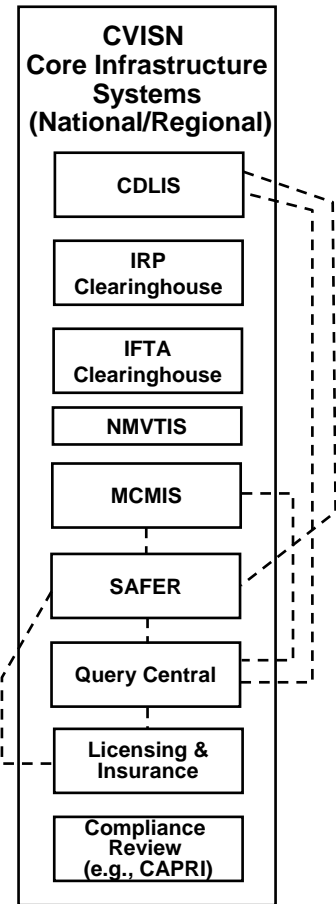 CVISN
Core Infrastructure
Systems
(National/Regional)
CDLIS
IRP
Clearinghouse
IFTA
Clearinghouse
NMVTIS
MCMIS
SAFER
Query Central
Licensing &
Insurance
Compliance
Review
(e.g., CAPRI)